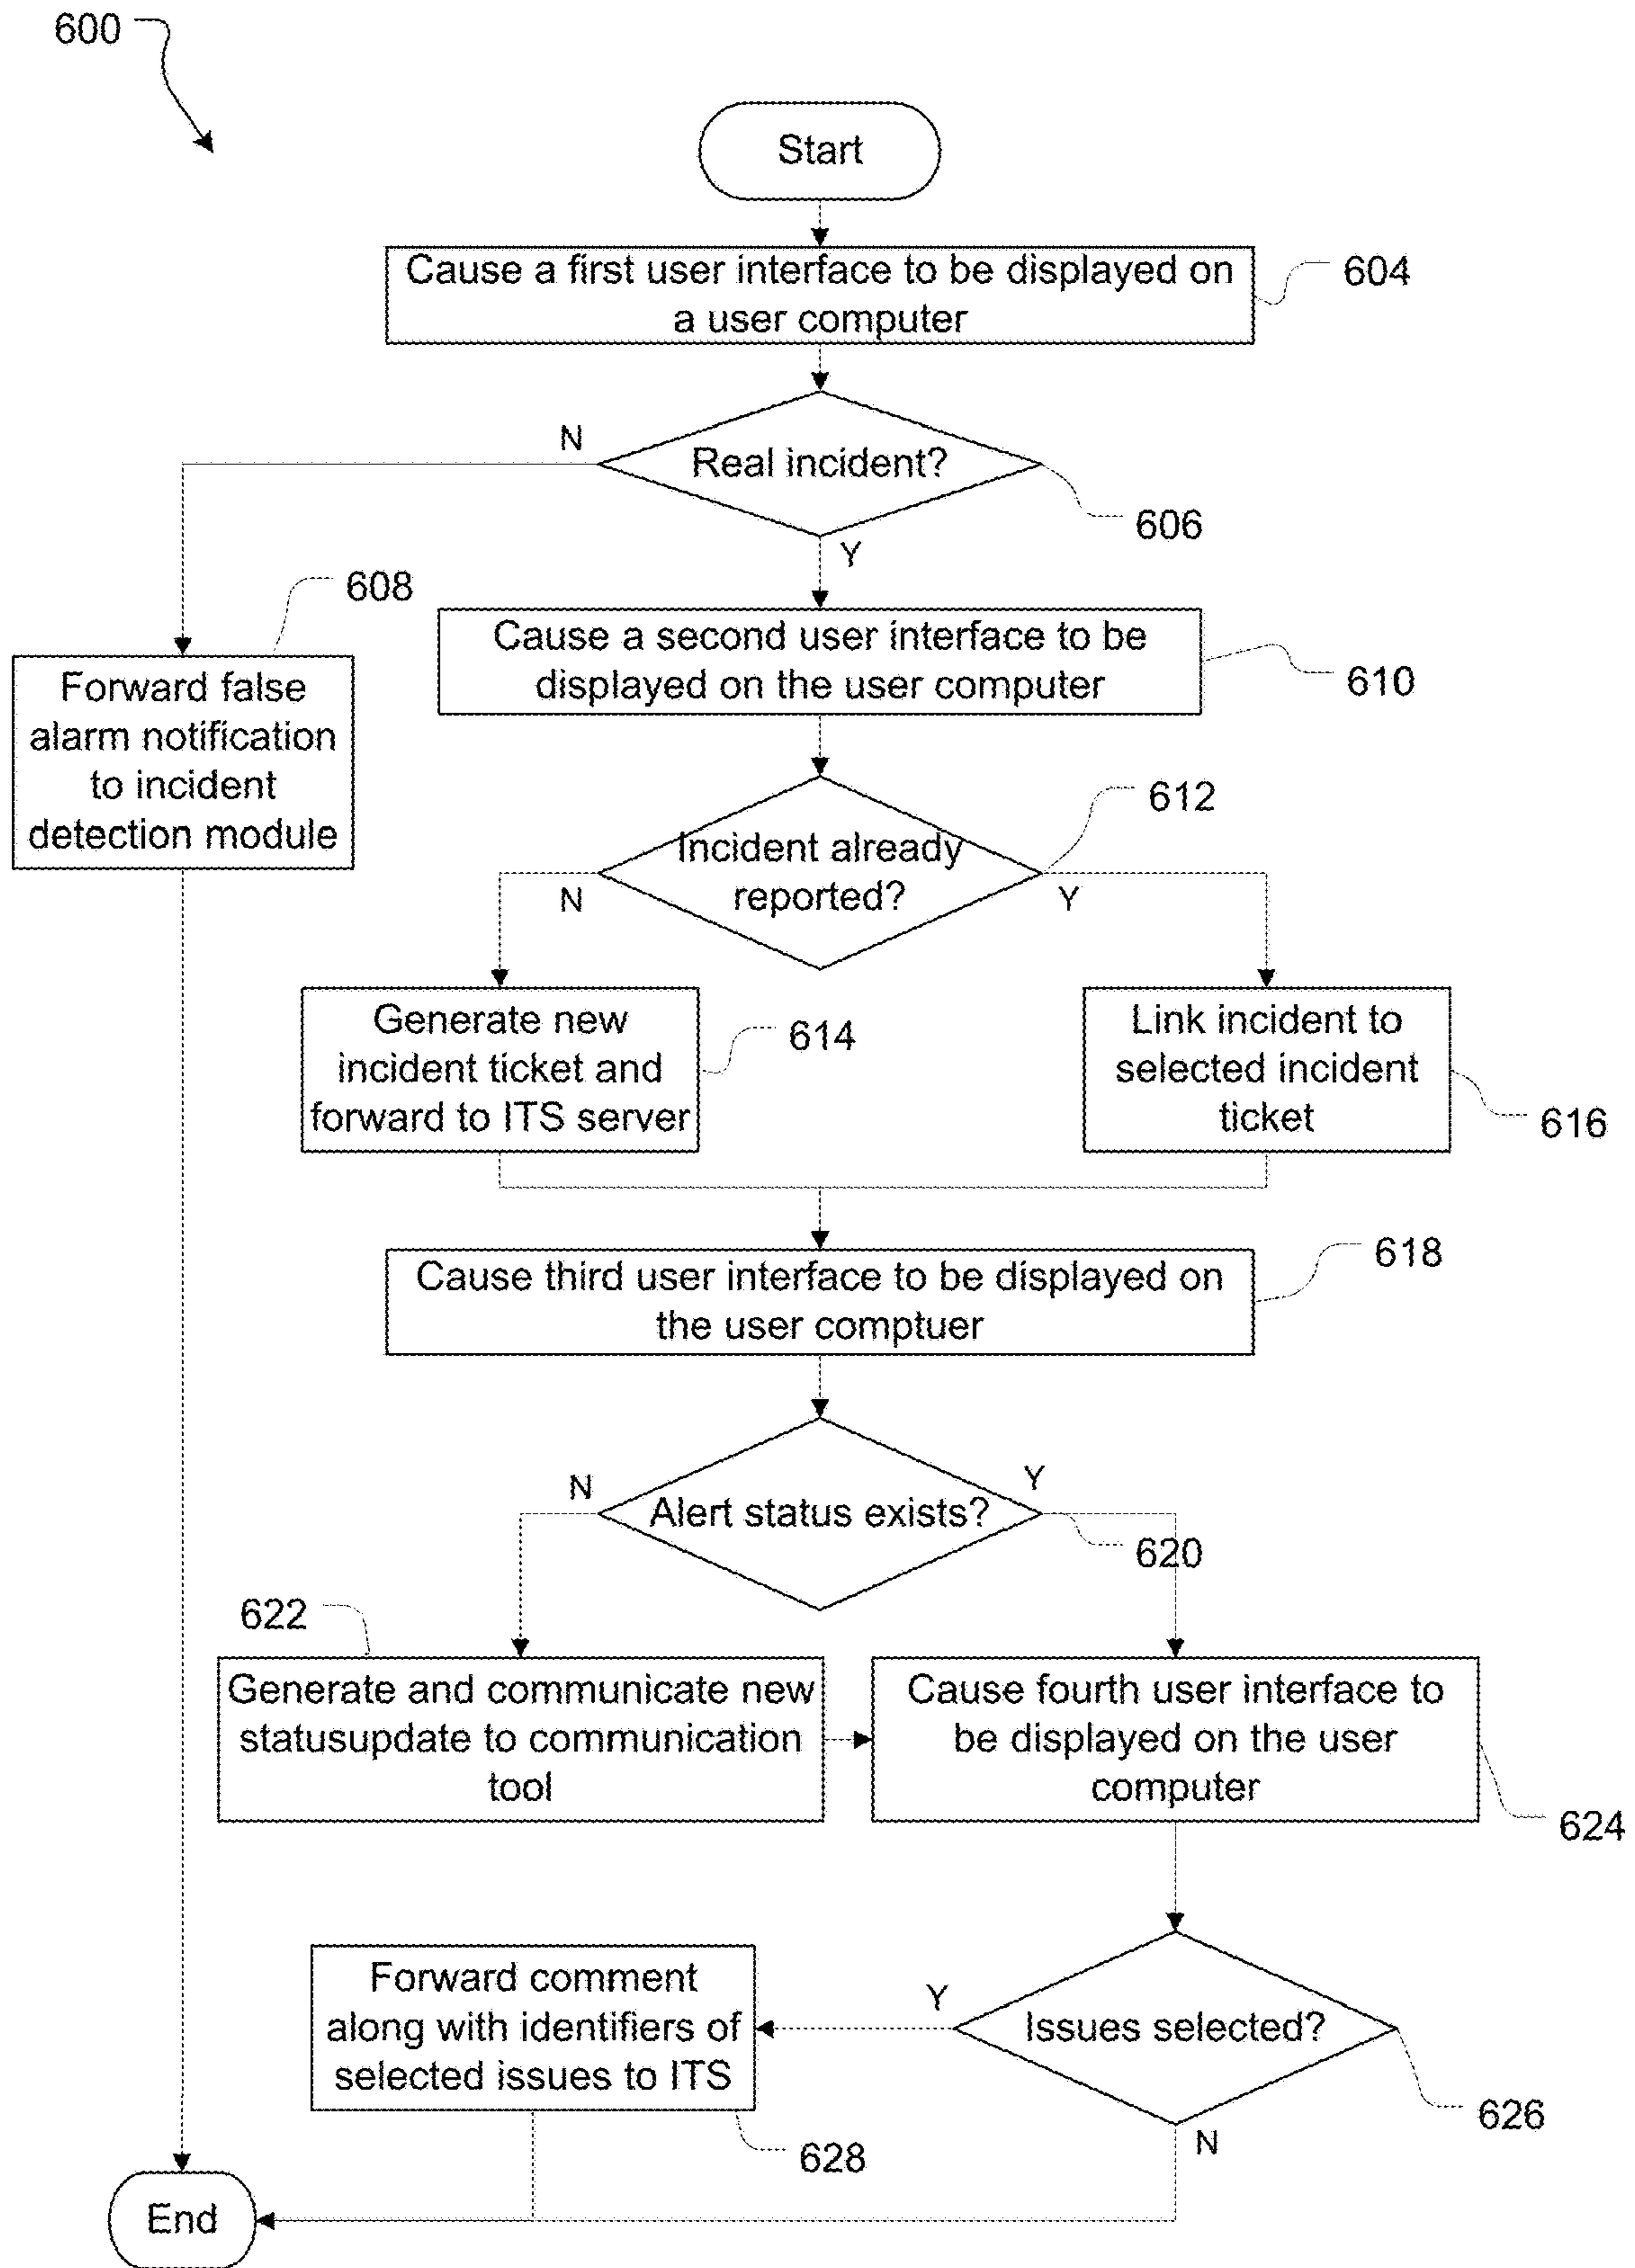 600
Start
Cause a first user interface to be displayed on
a user computer
604
N
Real incident?
606
Y
608
Cause a second user interface to be
displayed on the user computer
610
Forward false
alarm notification
to incident
detection module
612
Incident already
reported?
N
Y
Generate new
incident ticket and
forward to ITS server
614
Link incident to
selected incident
ticket
616
618
Cause third user interface to be displayed on
the user comptuer
N
Y
Alert status exists?
620
622
Generate and communicate new
statusupdate to communication
tool
Cause fourth user interface to
be displayed on the user
computer
624
Forward comment
along with identifiers of
selected issues to ITS
Y
Issues selected?
626
N
628
End